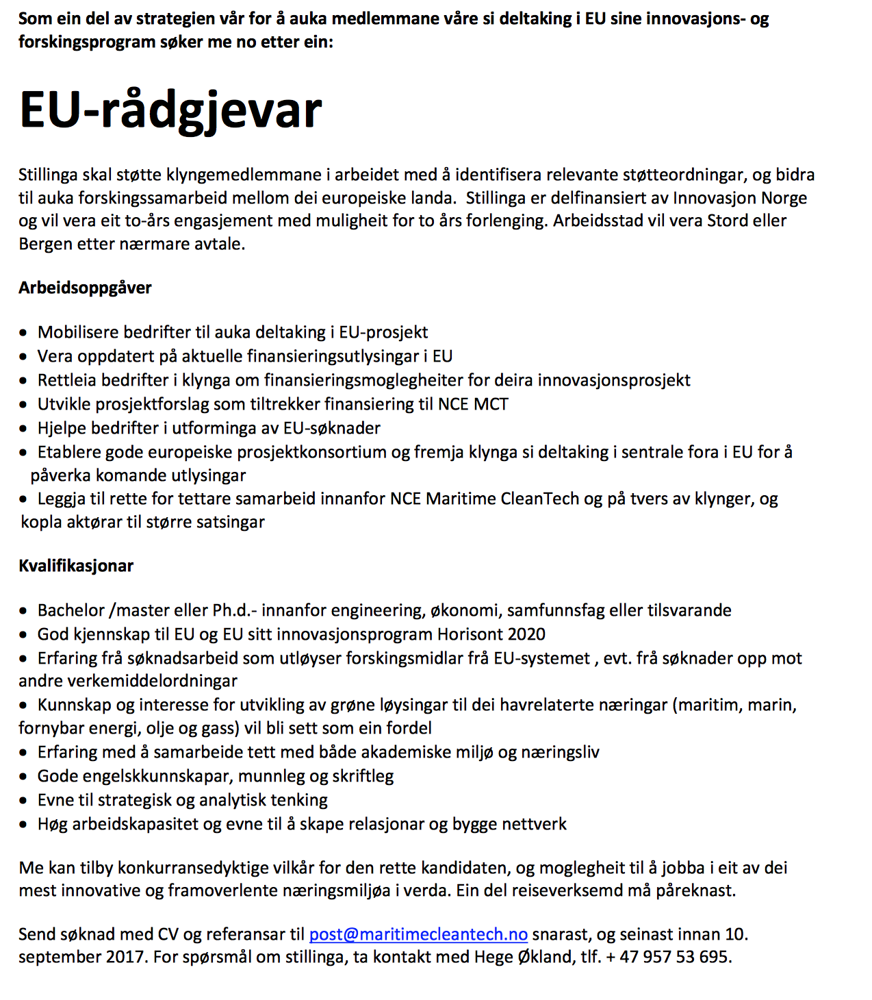 Som ein del av strategien vår for å auka medlemmane våre si deltaking i EU sine innovasjons- og
forskingsprogram søker me no etter ein:
EU-rådgjevar
Stillinga skal støtte klyngemedlemmane i arbeidet med å identifisera relevante støtteordningar, og bidra
til auka forskingssamarbeid mellom dei europeiske landa.  Stillinga er delfinansiert av Innovasjon Norge
og vil vera eit to-års engasjement med muligheit for to års forlenging. Arbeidsstad vil vera Stord eller
Bergen etter nærmare avtale.
Arbeidsoppgåver
• Mobilisere bedrifter til auka deltaking i EU-prosjekt
• Vera oppdatert på aktuelle finansieringsutlysingar i EU
• Rettleia bedrifter i klynga om finansieringsmoglegheiter for deira innovasjonsprosjekt
• Utvikle prosjektforslag som tiltrekker finansiering til NCE MCT
• Hjelpe bedrifter i utforminga av EU-søknader
• Etablere gode europeiske prosjektkonsortium og fremja klynga si deltaking i sentrale fora i EU for å
påverka komande utlysingar
• Leggja til rette for tettare samarbeid innanfor NCE Maritime CleanTech og på tvers av klynger, og
kopla aktørar til større satsingar
Kvalifikasjonar
• Bachelor /master eller Ph.d.- innanfor engineering, økonomi, samfunnsfag eller tilsvarande
• God kjennskap til EU og EU sitt innovasjonsprogram Horisont 2020
• Erfaring frå søknadsarbeid som utløyser forskingsmidlar frå EU-systemet , evt. frå søknader opp mot
andre verkemiddelordningar
• Kunnskap og interesse for utvikling av grøne løysingar til dei havrelaterte næringar (maritim, marin,
fornybar energi, olje og gass) vil bli sett som ein fordel
• Erfaring med å samarbeide tett med både akademiske miljø og næringsliv
• Gode engelskkunnskapar, munnleg og skriftleg
• Evne til strategisk og analytisk tenking
• Høg arbeidskapasitet og evne til å skape relasjonar og bygge nettverk
Me kan tilby konkurransedyktige vilkår for den rette kandidaten, og moglegheit til å jobba i eit av dei
mest innovative og framoverlente næringsmiljøa i verda. Ein del reiseverksemd må påreknast.
Send søknad med CV og referansar til post@maritimecleantech.no snarast, og seinast innan 10.
september 2017. For spørsmål om stillinga, ta kontakt med Hege Økland, tlf. + 47 957 53 695.